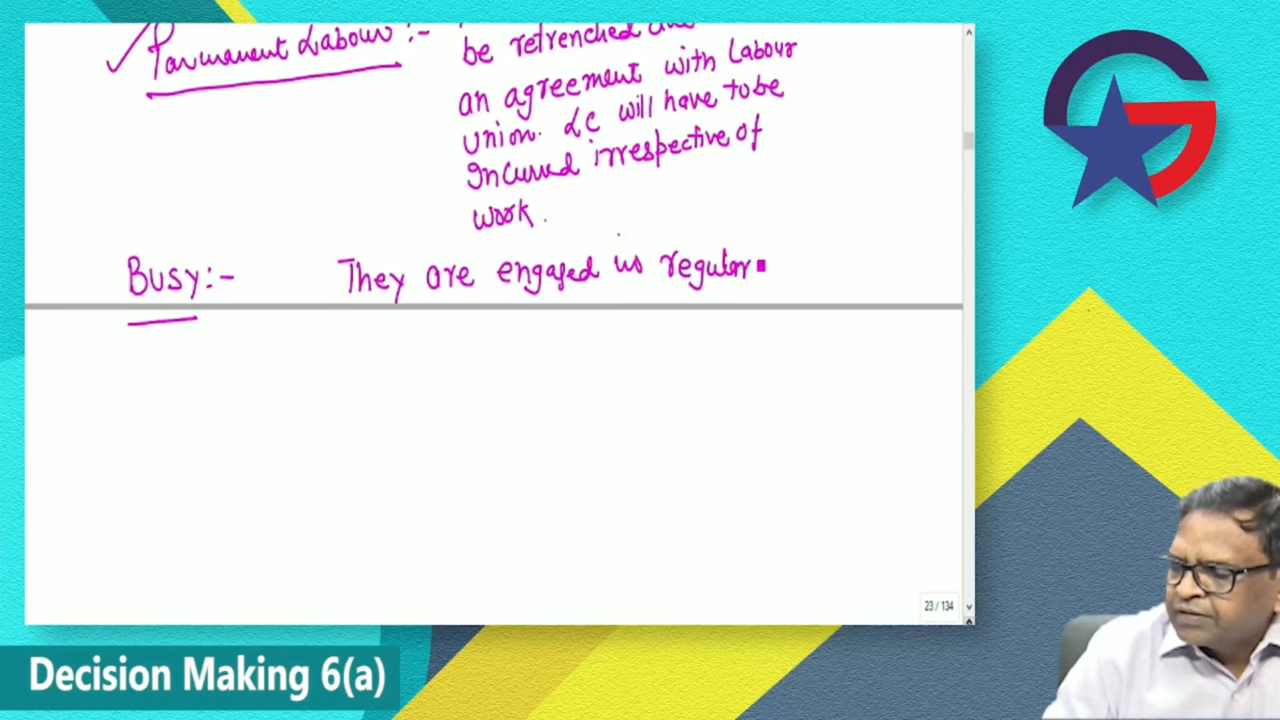 Permanent Labour :-
be retrenched due
an agreement with Labour
union. LC will have to be
Incurred irrespective of
work.
Busy:- They are engaged in regular
23 / 134
Decision Making 6(a)